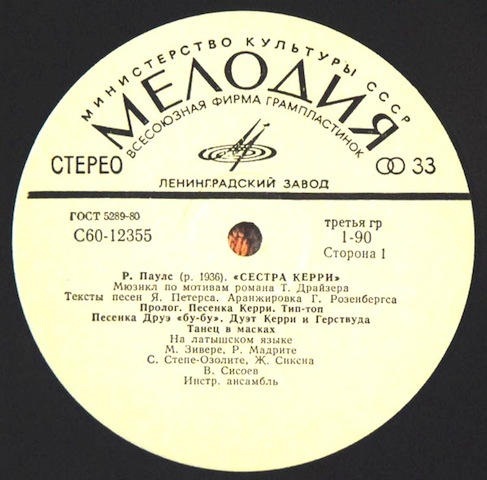 МИНИСТЕРСТВО КУЛЬТУРЫ СССР
МЕЛОДИЯ
ВСЕСОЮЗНАЯ ФИРМА ГРАМПЛАСТИНОК
СТЕРЕО 33
ЛЕНИНГРАДСКИЙ ЗАВОД
ГОСТ 5289-80 третья гр
С60-12355 1-90
Сторона 1
Р. Паулс (р. 1936). «СЕСТРА КЕРРИ»
Мюзикл по мотивам романа Т. Драйзера
Тексты песен Я. Петерса. Аранжировка Г. Розенбергса
Пролог. Песенка Керри. Тип-топ
Песенка Друэ «бу-бу». Дуэт Керри и Герствуда
Танец в масках
На латышском языке
М. Зивере, Р. Мадрите
С. Степе-Озолите, Ж. Сиксна
В. Сисоев
Инстр. ансамбль